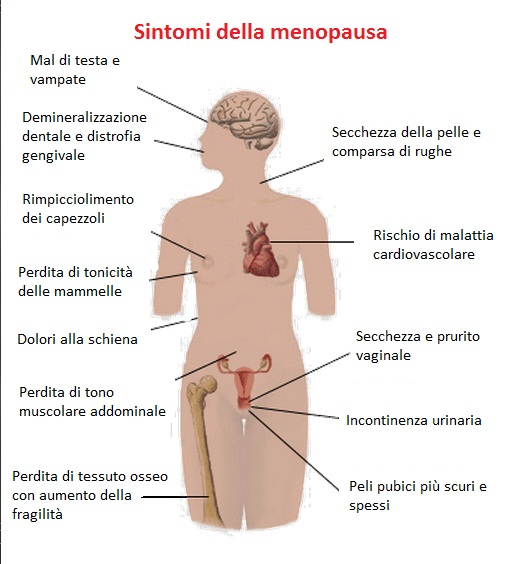 Sintomi della menopausa
Mal di testa e
vampate
Demineralizzazione
dentale e distrofia
gengivale
Rimpicciolimento
dei capezzoli
Perdita di tonicità
delle mammelle
Dolori alla schiena
Perdita di tono
muscolare addominale
Perdita di tessuto osseo
con aumento della
fragilità
Secchezza della pelle e
comparsa di rughe
Rischio di malattia
cardiovascolare
Secchezza e prurito
vaginale
Incontinenza urinaria
Peli pubici più scuri e
spessi